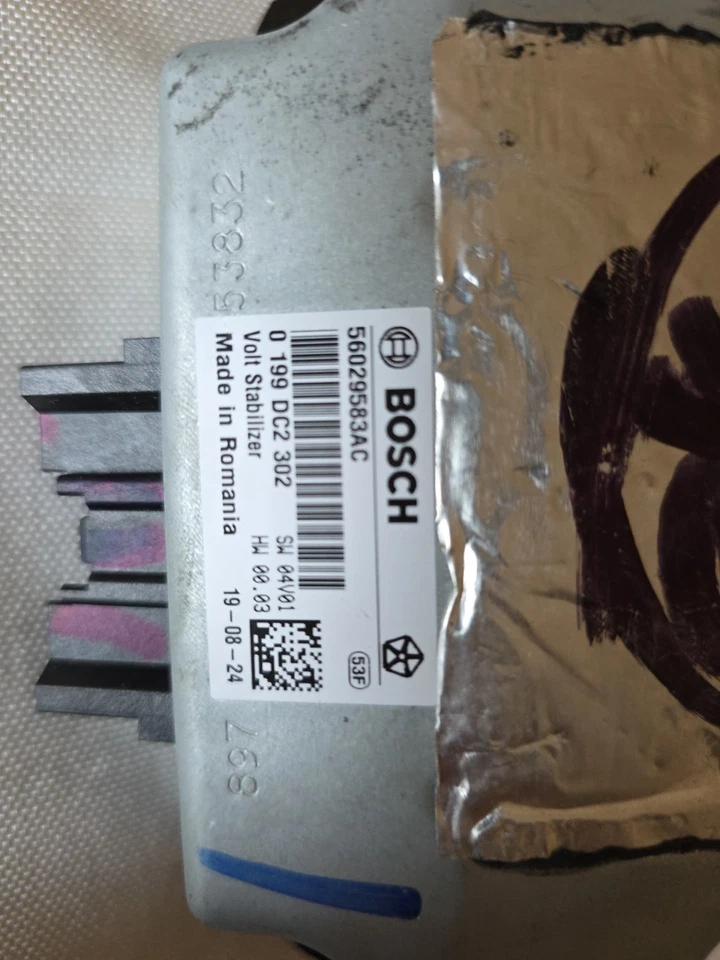 53832
BOSCH
56029583AC
53F
0 199 DC2 302
SW 04V01
Volt Stabilizer
HW 00.03
Made in Romania
19-08-24
867